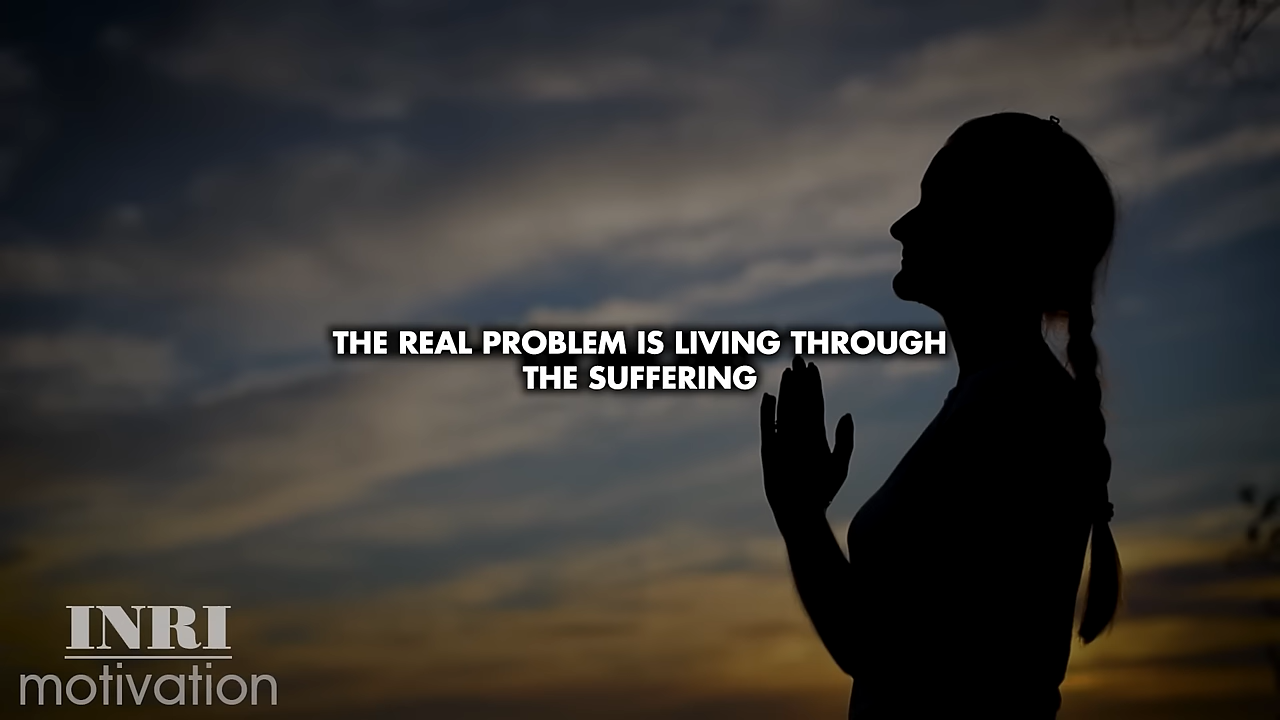 THE REAL PROBLEM IS LIVING THROUGH
THE SUFFERING
INRI
motivation